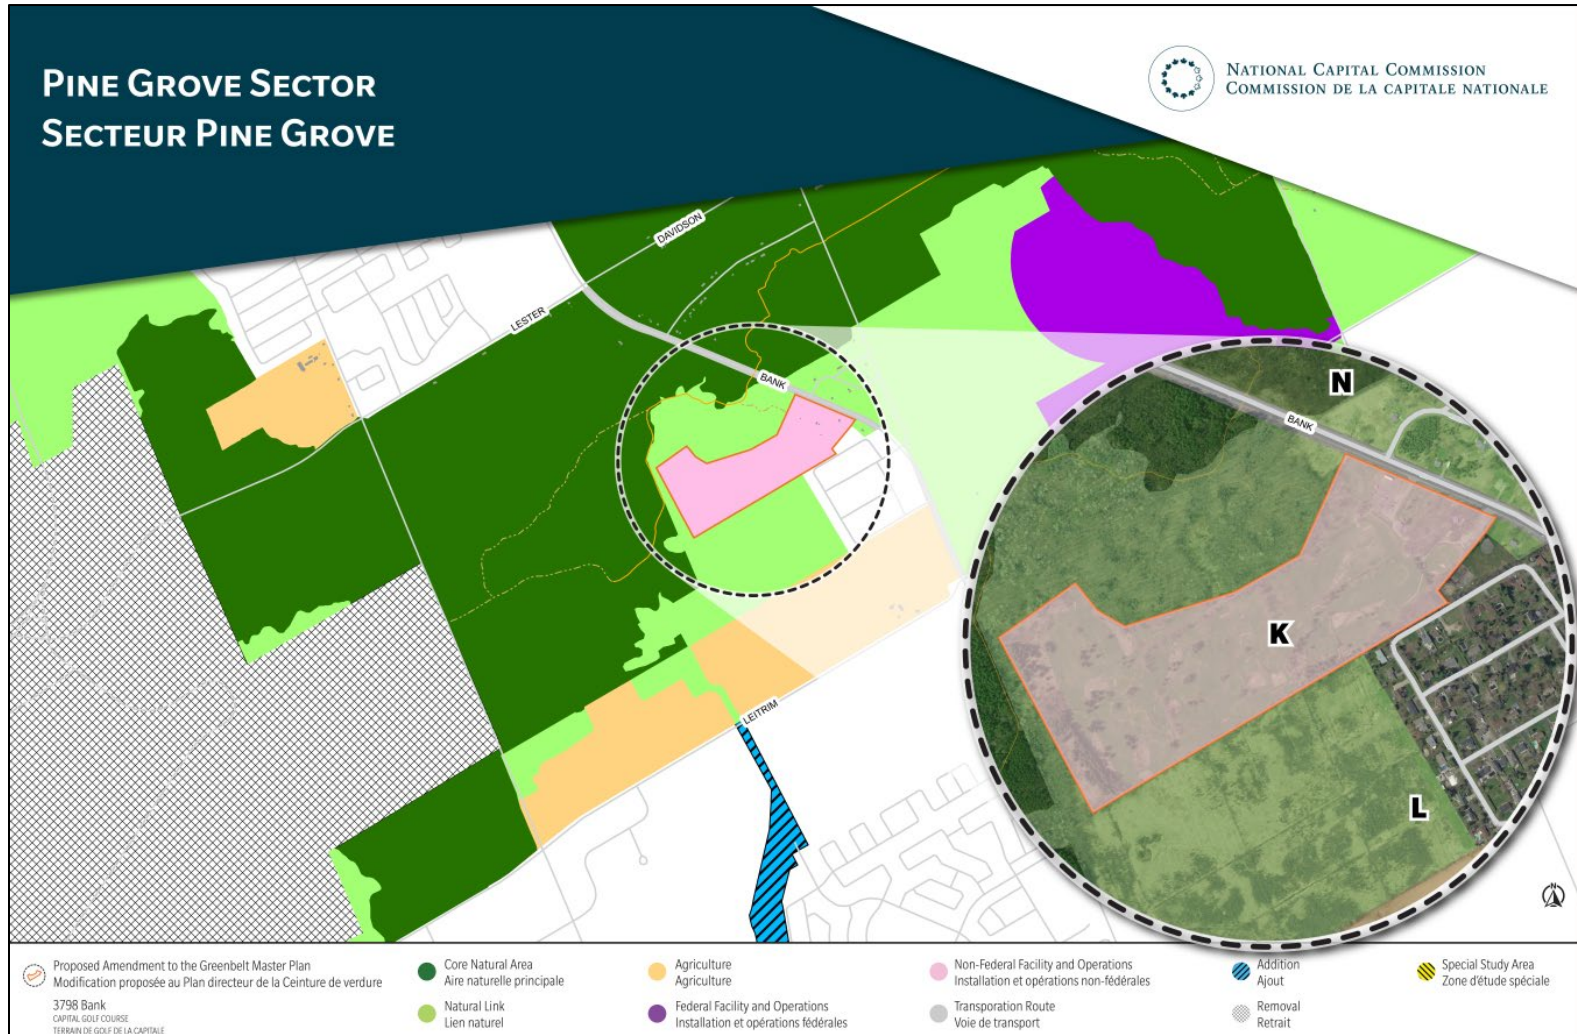 PINE GROVE SECTOR
SECTEUR PINE GROVE
NATIONAL CAPITAL COMMISSION
COMMISSION DE LA CAPITALE NATIONALE
DAVIDSON
LESTER
BANK
LEITRIM
N
BANK
K
L
N
Proposed Amendment to the Greenbelt Master Plan
Modification proposée au Plan directeur de la Ceinture de verdure
3798 Bank
CAPITAL GOLF COURSE
TERRAIN DE GOLF DE LA CAPITALE
Core Natural Area
Aire naturelle principale
Natural Link
Lien naturel
Agriculture
Agriculture
Federal Facility and Operations
Installation et opérations fédérales
Non-Federal Facility and Operations
Installation et opérations non-fédérales
Transporation Route
Voie de transport
Addition
Ajout
Removal
Retrait
Special Study Area
Zone d'étude spéciale